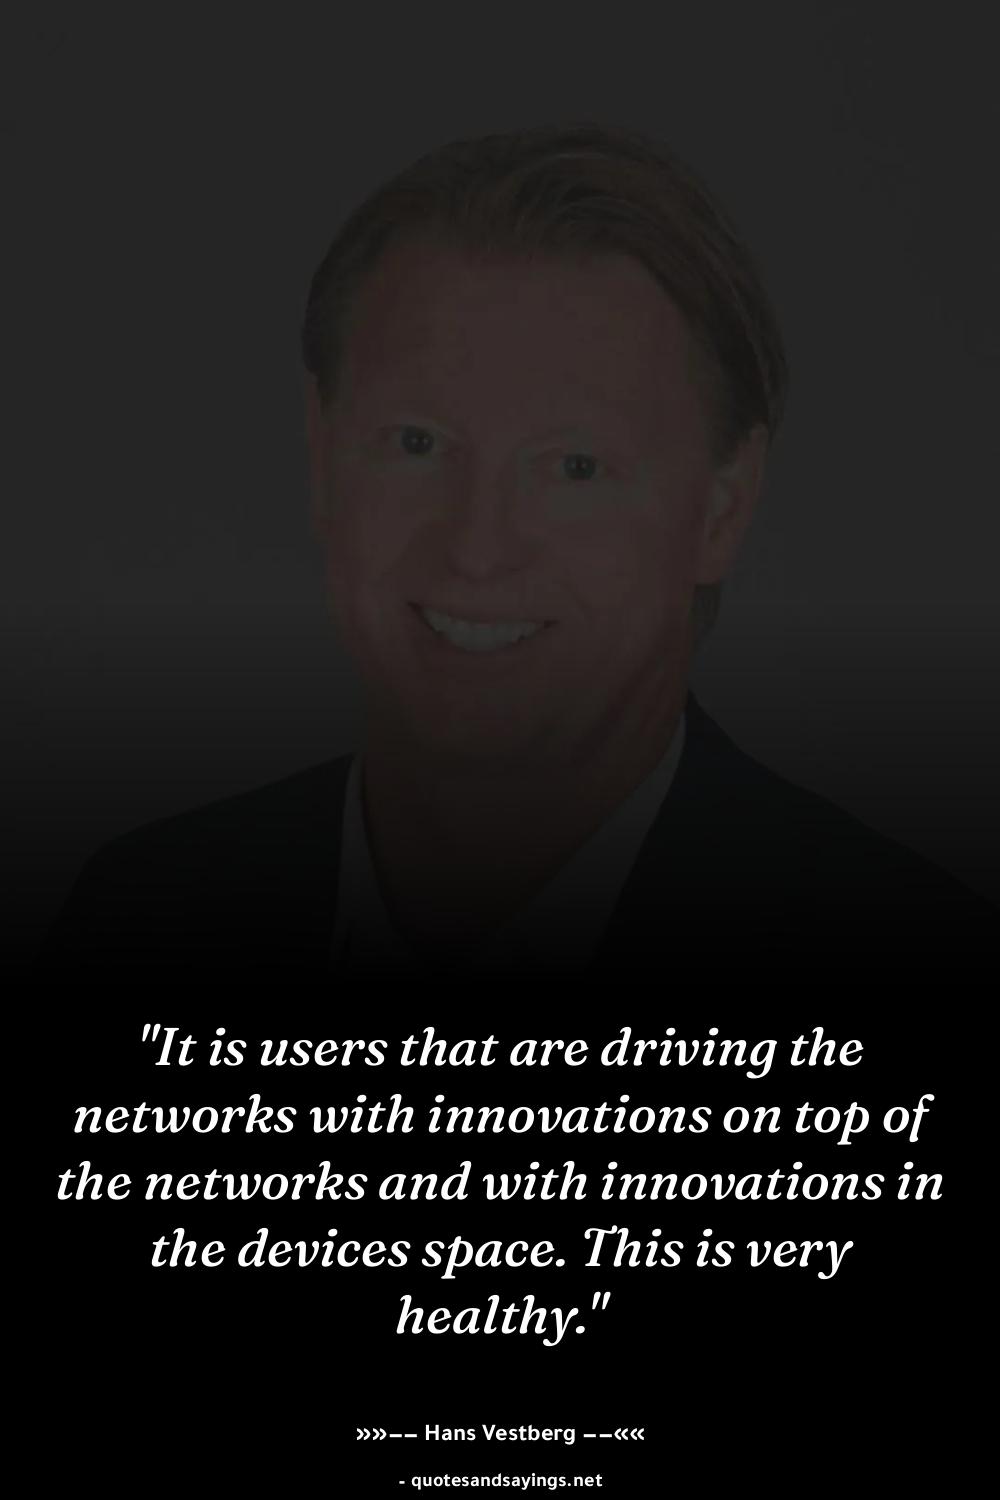 "It is users that are driving the
networks with innovations on top of
the networks and with innovations in
the devices space. This is very
healthy."
»»−− Hans Vestberg −−««
- quotesandsayings.net